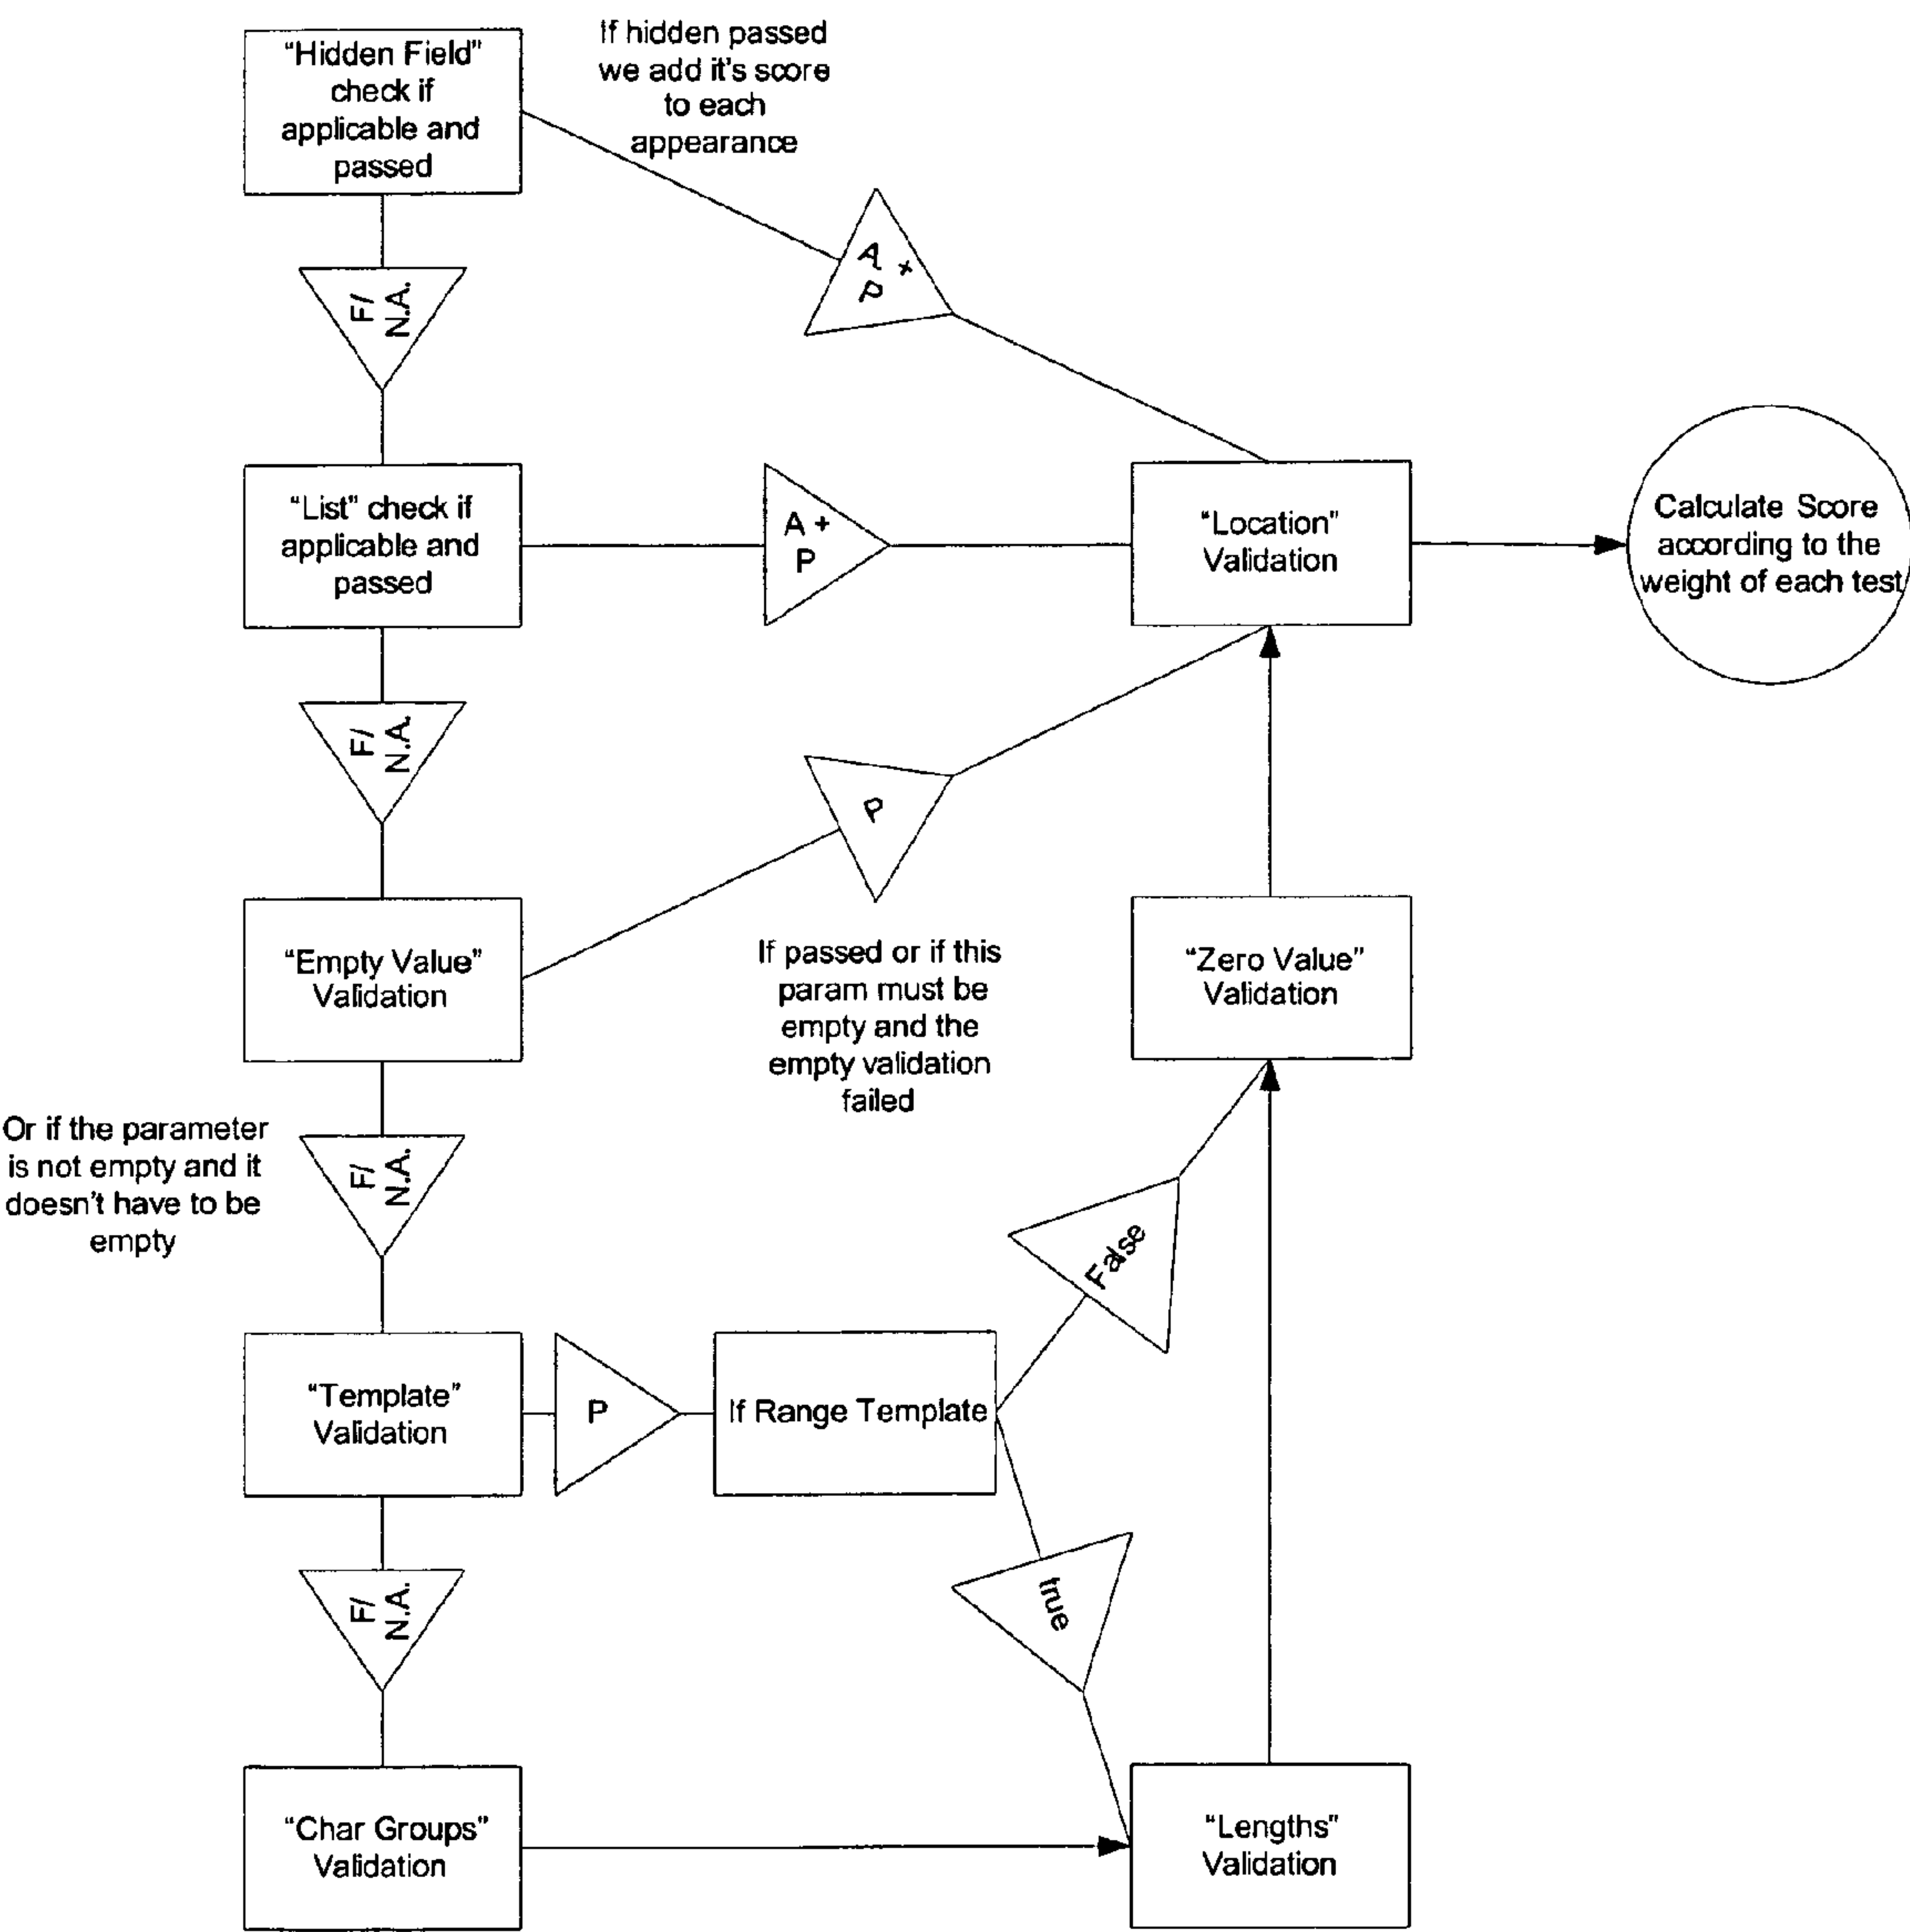 “Hidden Field”
check if
applicable and
passed
If hidden passed
we add it's score
to each
appearance
A +
P
F/
N.A.
“List” check if
applicable and
passed
A +
P
“Location”
Validation
Calculate Score
according to the
weight of each test
F/
N.A.
P
“Empty Value”
Validation
If passed or if this
param must be
empty and the
empty validation
failed
“Zero Value”
Validation
Or if the parameter
is not empty and it
doesn't have to be
empty
F/
N.A.
False
“Template”
Validation
P
If Range Template
F/
N.A.
true
“Char Groups”
Validation
“Lengths”
Validation